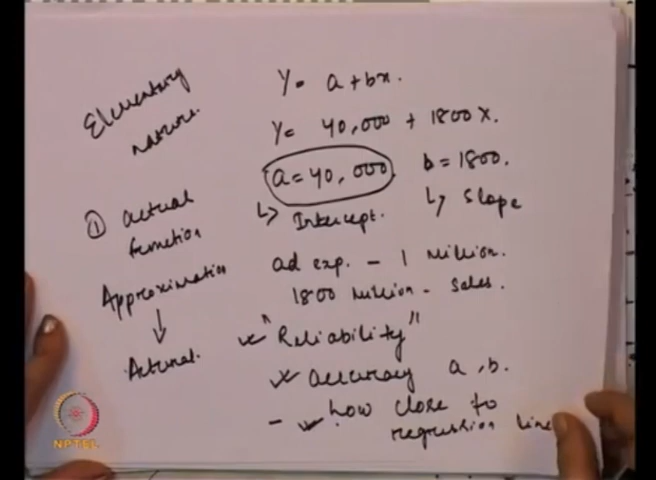 Elementary
nature.
Y = a + bx.
Y = 40,000 + 1800 X.
a = 40,000
b = 1800.
↳ Intercept.
↳ Slope
① actual
function
Approximation
↓
Actual.
ad exp. - 1 million.
1800 million - sales.
"Reliability"
accuracy a, b.
- how close to
regression line
NPTEL